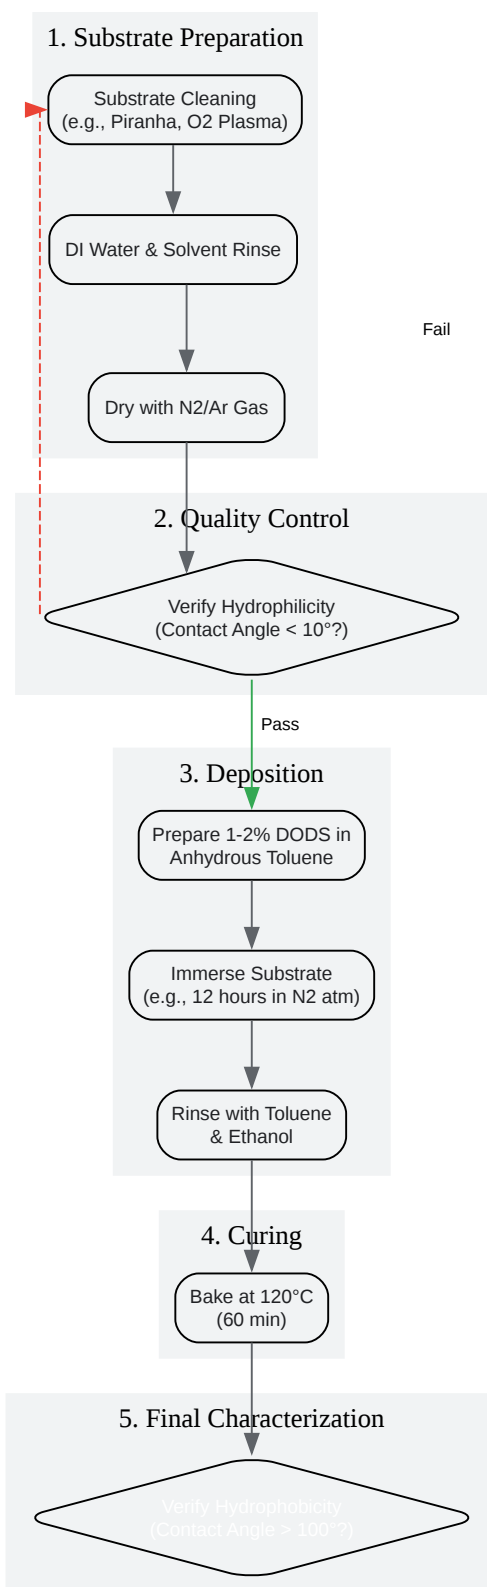 1. Substrate Preparation
Substrate Cleaning
(e.g., Piranha, O2 Plasma)
DI Water & Solvent Rinse
Fail
Dry with N2/Ar Gas
2. Quality Control
Verify Hydrophilicity
(Contact Angle < 10°?)
Pass
3. Deposition
Prepare 1-2% DODS in
Anhydrous Toluene
Immerse Substrate
(e.g., 12 hours in N2 atm)
Rinse with Toluene
& Ethanol
4. Curing
Bake at 120°C
(60 min)
5. Final Characterization
Verify Hydrophobicity
(Contact Angle > 100°?)